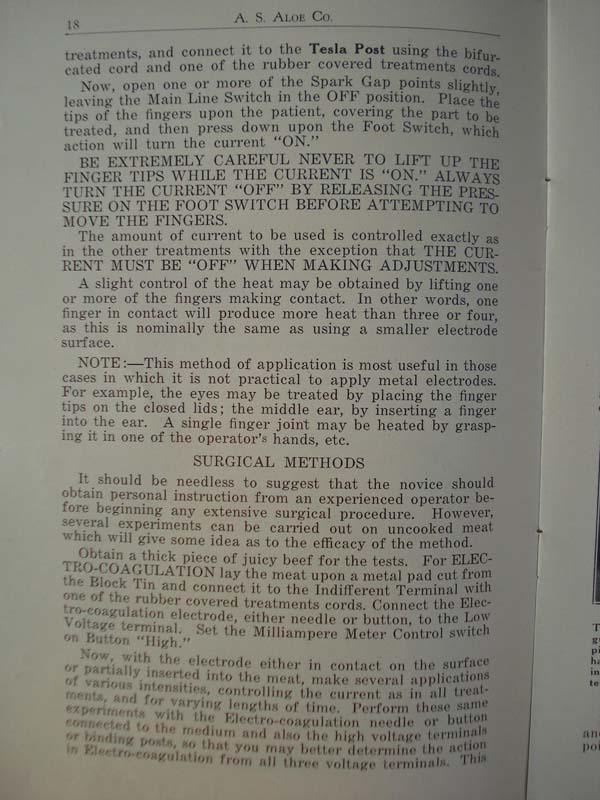 18
A. S. Aloe Co.
treatments, and connect it to the Tesla Post using the bifur-
cated cord and one of the rubber covered treatments cords.
Now, open one or more of the Spark Gap points slightly,
leaving the Main Line Switch in the OFF position. Place the
tips of the fingers upon the patient, covering the part to be
treated, and then press down upon the Foot Switch, which
action will turn the current "ON."
BE EXTREMELY CAREFUL NEVER TO LIFT UP THE
FINGER TIPS WHILE THE CURRENT IS "ON." ALWAYS
TURN THE CURRENT "OFF" BY RELEASING THE PRES-
SURE ON THE FOOT SWITCH BEFORE ATTEMPTING TO
MOVE THE FINGERS.
The amount of current to be used is controlled exactly as
in the other treatments with the exception that THE CUR-
RENT MUST BE "OFF" WHEN MAKING ADJUSTMENTS.
A slight control of the heat may be obtained by lifting one
or more of the fingers making contact. In other words, one
finger in contact will produce more heat than three or four,
as this is nominally the same as using a smaller electrode
surface.
NOTE:—This method of application is most useful in those
cases in which it is not practical to apply metal electrodes.
For example, the eyes may be treated by placing the finger
tips on the closed lids; the middle ear, by inserting a finger
into the ear. A single finger joint may be heated by grasp-
ing it in one of the operator's hands, etc.
SURGICAL METHODS
It should be needless to suggest that the novice should
obtain personal instruction from an experienced operator be-
fore beginning any extensive surgical procedure. However,
several experiments can be carried out on uncooked meat
which will give some idea as to the efficacy of the method.
Obtain a thick piece of juicy beef for the tests. For ELEC-
TRO-COAGULATION lay the meat upon a metal pad cut from
the Block Tin and connect it to the Indifferent Terminal with
one of the rubber covered treatments cords. Connect the Elec-
tro-coagulation electrode, either needle or button, to the Low
Voltage terminal. Set the Milliampere Meter Control switch
on Button "High."
Now, with the electrode either in contact on the surface
or partially inserted into the meat, make several applications
of various intensities, controlling the current as in all treat-
ments, and for varying lengths of time. Perform these same
experiments with the Electro-coagulation needle or button
connected to the medium and also the high voltage terminals
or binding posts, so that you may better determine the action
in Electro-coagulation from all three voltage terminals. This